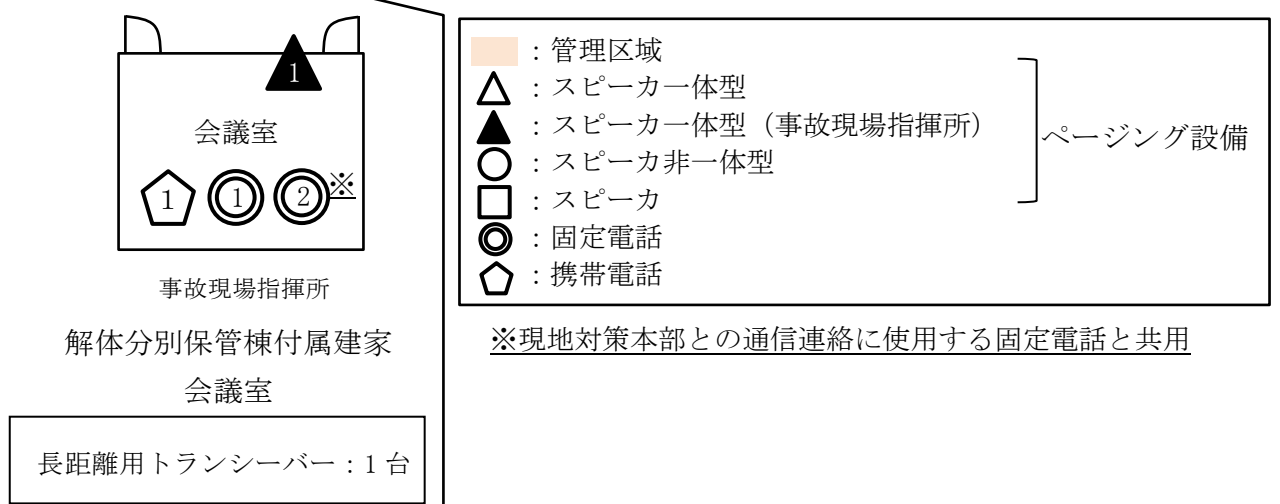 1
会議室
1
1
2
※
事故現場指揮所
解体分別保管棟付属建家
会議室
長距離用トランシーバー：1 台
：管理区域
：スピーカ一体型
：スピーカ一体型（事故現場指揮所）
：スピーカ非一体型
：スピーカ
：固定電話
：携帯電話
ページング設備
※現地対策本部との通信連絡に使用する固定電話と共用